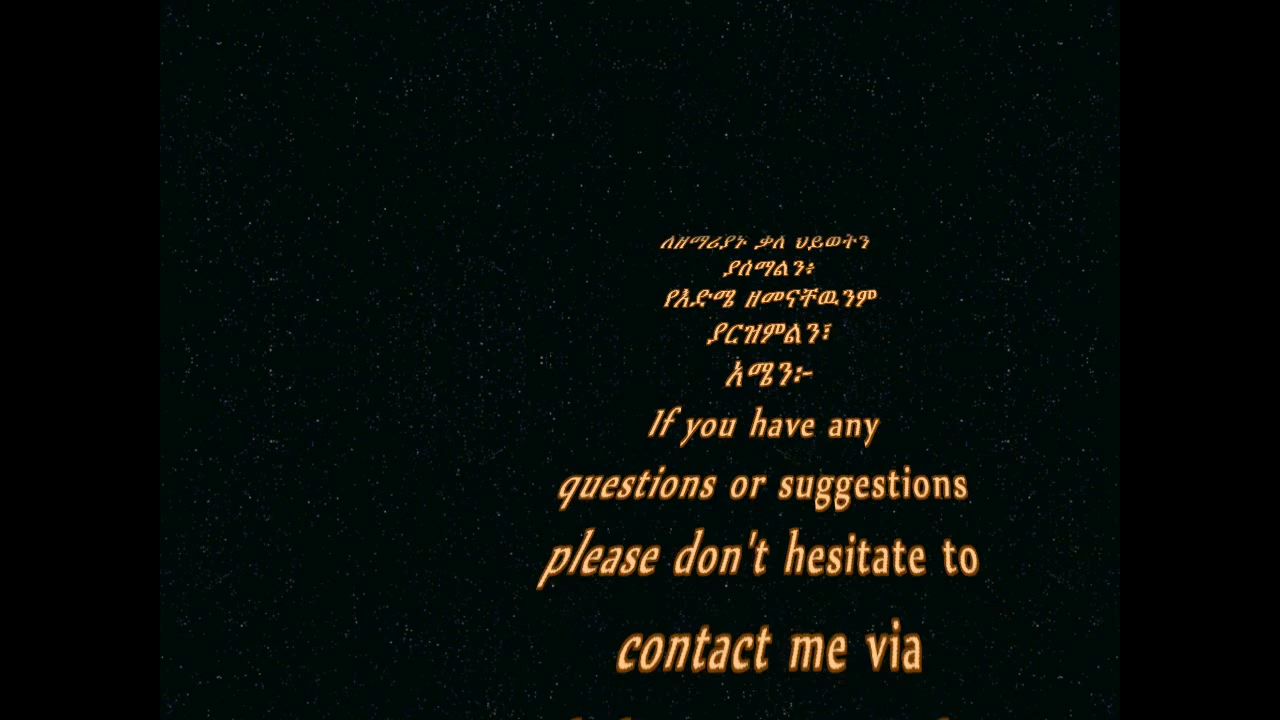 ለዘማሪያኑ ቃለ ህይወትን
ያሰማልን፥
የእድሜ ዘመናቸዉንም
ያርዝምልን፣
አሜን፡-
If you have any
questions or suggestions
please don't hesitate to
contact me via